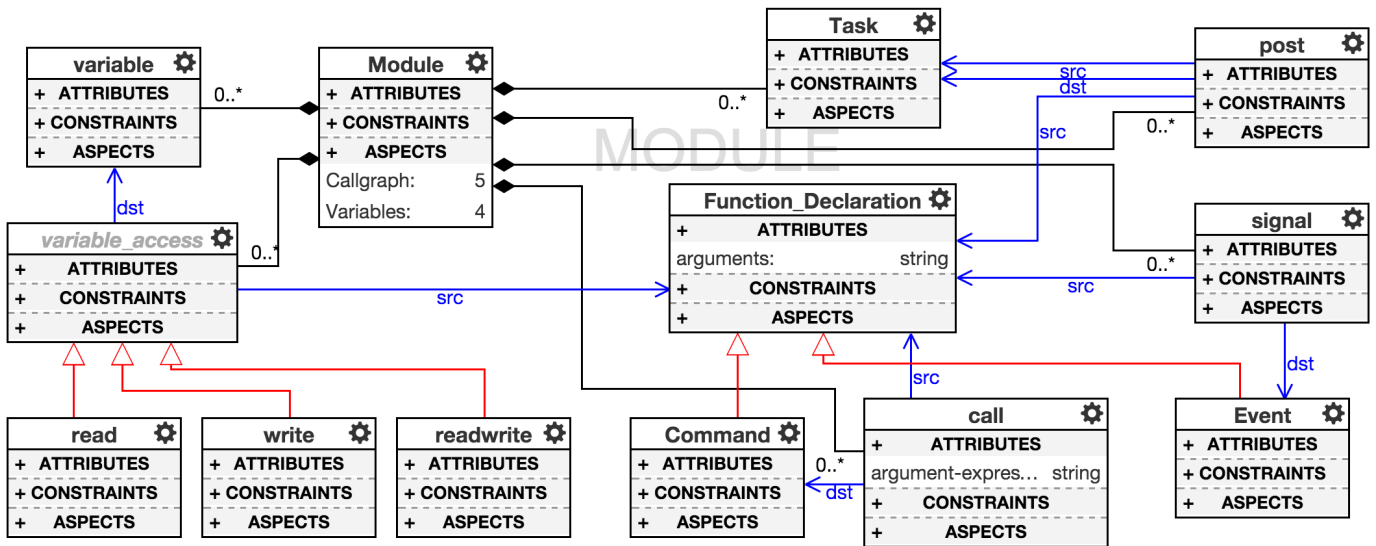 Task
+ ATTRIBUTES
+ CONSTRAINTS
+ ASPECTS
post
+ ATTRIBUTES
+ CONSTRAINTS
+ ASPECTS
variable
+ ATTRIBUTES
+ CONSTRAINTS
+ ASPECTS
Module
+ ATTRIBUTES
+ CONSTRAINTS
+ ASPECTS
Callgraph: 5
Variables: 4
0..*
0..*
src
dst
src
0..*
MODULE
dst
0..*
variable_access
+ ATTRIBUTES
+ CONSTRAINTS
+ ASPECTS
src
Function_Declaration
+ ATTRIBUTES
arguments: string
+ CONSTRAINTS
+ ASPECTS
0..*
src
signal
+ ATTRIBUTES
+ CONSTRAINTS
+ ASPECTS
src
dst
read
+ ATTRIBUTES
+ CONSTRAINTS
+ ASPECTS
write
+ ATTRIBUTES
+ CONSTRAINTS
+ ASPECTS
readwrite
+ ATTRIBUTES
+ CONSTRAINTS
+ ASPECTS
Command
+ ATTRIBUTES
+ CONSTRAINTS
+ ASPECTS
0..*
dst
call
+ ATTRIBUTES
argument-expres... string
+ CONSTRAINTS
+ ASPECTS
Event
+ ATTRIBUTES
+ CONSTRAINTS
+ ASPECTS